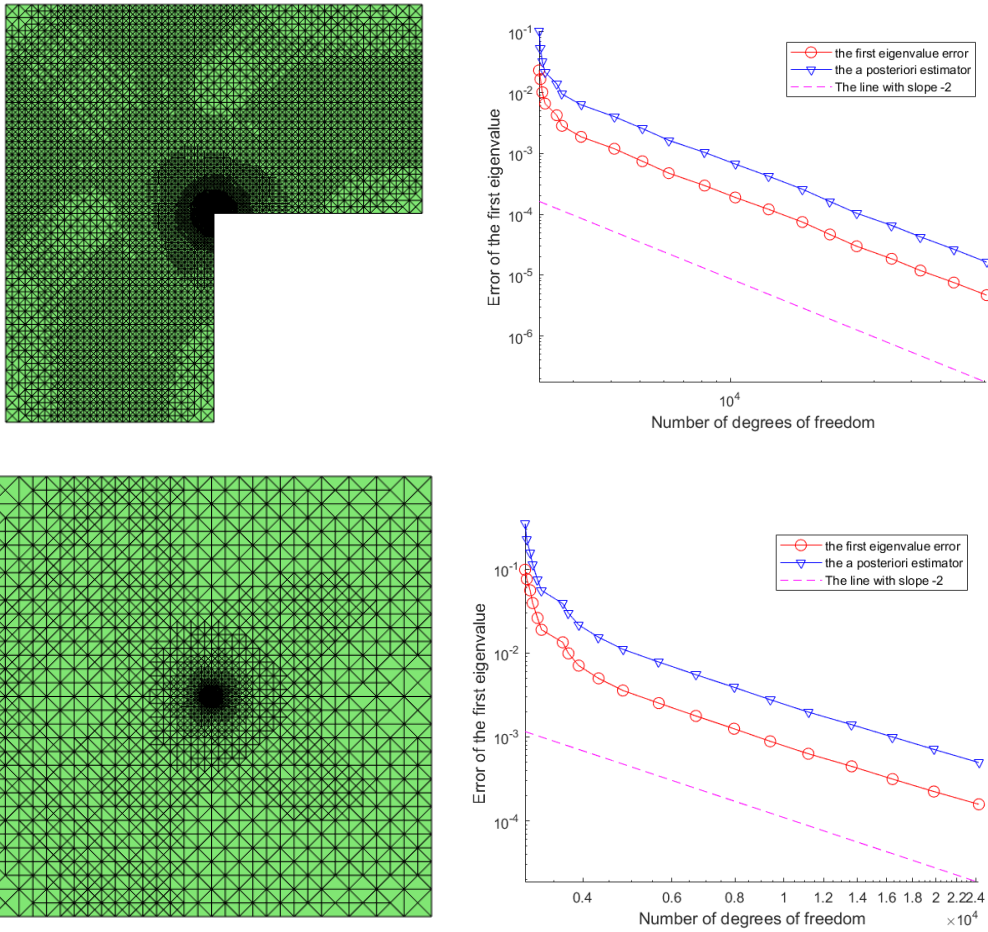 10^-1
10^-2
10^-3
10^-4
10^-5
10^-6
Error of the first eigenvalue
the first eigenvalue error
the a posteriori estimator
The line with slope -2
10^4
Number of degrees of freedom
10^-1
10^-2
10^-3
10^-4
Error of the first eigenvalue
the first eigenvalue error
the a posteriori estimator
The line with slope -2
0.4 0.6 0.8 1 1.2 1.4 1.6 1.8 2 2.2 2.4
Number of degrees of freedom
×10^4